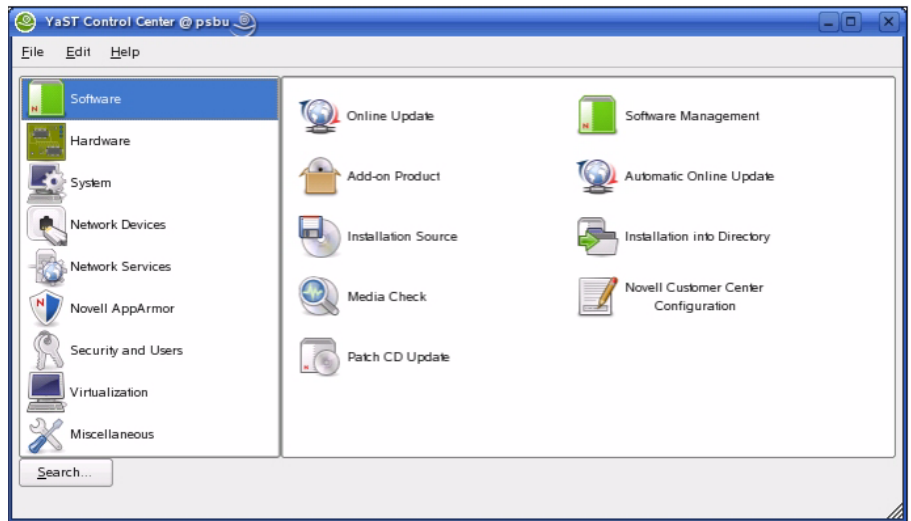 YaST Control Center @ psbu
File Edit Help
Software
Hardware
System
Network Devices
Network Services
Novell AppArmor
Security and Users
Virtualization
Miscellaneous
Online Update
Software Management
Add-on Product
Automatic Online Update
Installation Source
Installation into Directory
Media Check
Novell Customer Center
Configuration
Patch CD Update
Search...